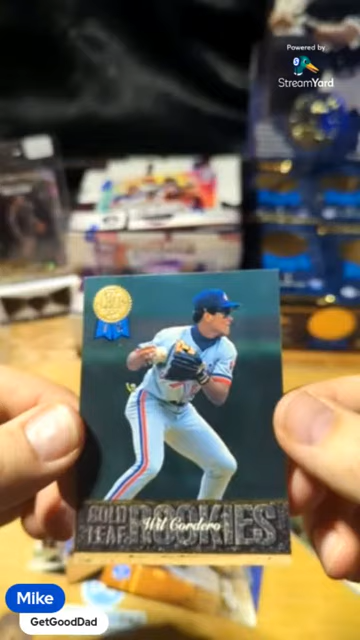 Powered by
StreamYard
GOLD LEAF ROOKIES
Wil Cordero
Mike
GetGoodDad